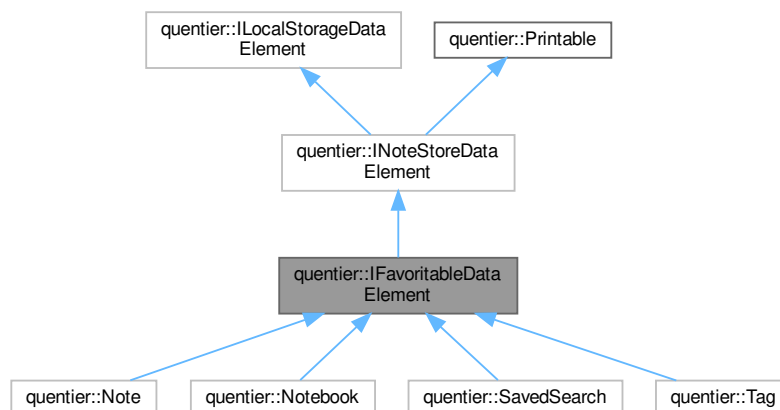 quentier::ILocalStorageData
Element
quentier::Printable
quentier::INoteStoreData
Element
quentier::IFavoritableData
Element
quentier::Note
quentier::Notebook
quentier::SavedSearch
quentier::Tag